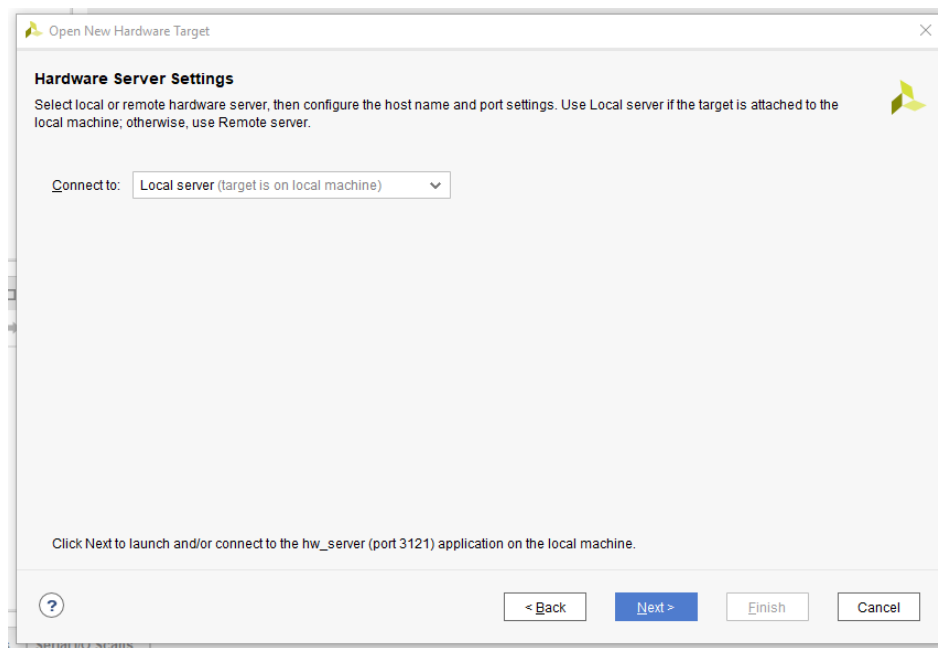 Open New Hardware Target
Hardware Server Settings
Select local or remote hardware server, then configure the host name and port settings. Use Local server if the target is attached to the
local machine; otherwise, use Remote server.
Connect to: Local server (target is on local machine)
Click Next to launch and/or connect to the hw_server (port 3121) application on the local machine.
? < Back Next > Finish Cancel
Serial I/O Scans